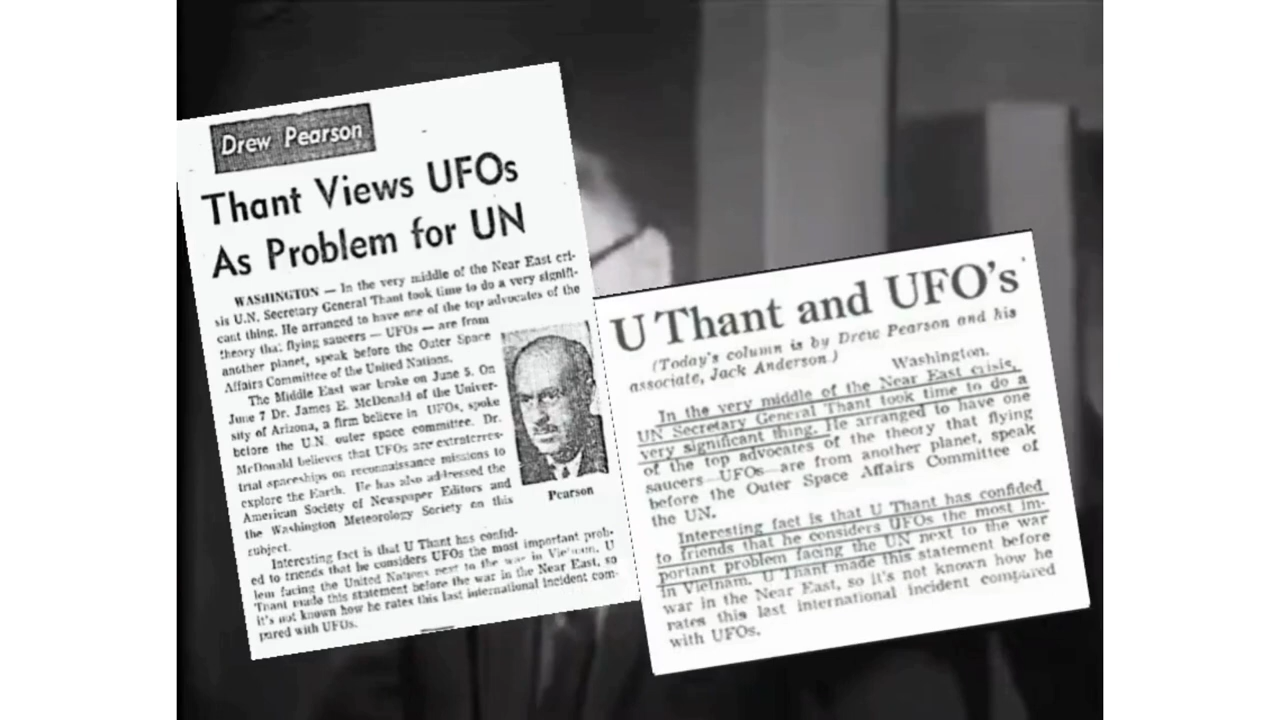 Drew Pearson
Thant Views UFOs
As Problem for UN
WASHINGTON — In the very middle of the Near East cri-
sis U.N. Secretary General Thant took time to do a very signifi-
cant thing. He arranged to have one of the top advocates of the
theory that flying saucers — UFOs — are from
another planet, speak before the Outer Space
Affairs Committee of the United Nations.
The Middle East war broke on June 5. On
June 7 Dr. James E. McDonald of the Univer-
sity of Arizona, a firm believe in UFOs, spoke
before the U.N. outer space committee. Dr.
McDonald believes that UFOs are extraterres-
trial spaceships on reconnaissance missions to
explore the Earth. He has also addressed the
American Society of Newspaper Editors and
the Washington Meteorology Society on this
subject.
Pearson
Interesting fact is that U Thant has confid-
ed to friends that he considers UFOs the most important prob-
lem facing the United Nations next to the war in Vietnam. U
Thant made this statement before the war in the Near East, so
it's not known how he rates this last international incident com-
pared with UFOs.
U Thant and UFO's
(Today's column is by Drew Pearson and his
associate, Jack Anderson.)
Washington.
In the very middle of the Near East crisis,
UN Secretary General Thant took time to do a
very significant thing. He arranged to have one
of the top advocates of the theory that flying
saucers—UFOs—are from another planet, speak
before the Outer Space Affairs Committee of
the UN.
Interesting fact is that U Thant has confided
to friends that he considers UFOs the most im-
portant problem facing the UN next to the war
in Vietnam. U Thant made this statement before
war in the Near East, so it's not known how he
rates this last international incident compared
with UFOs.